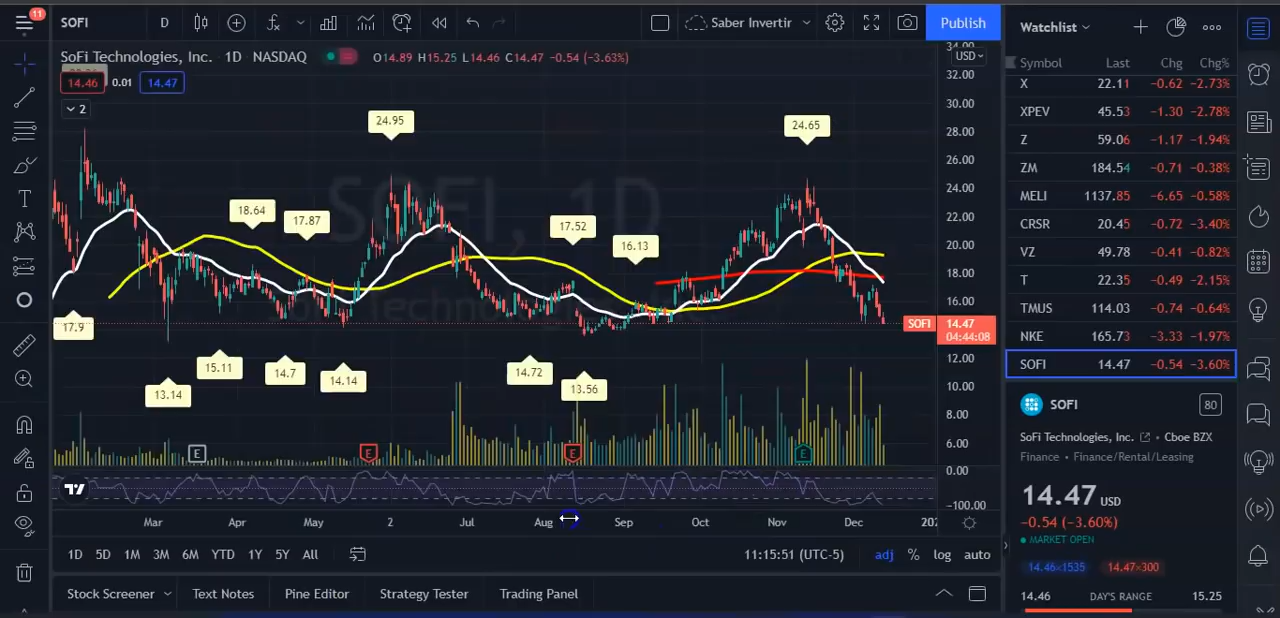 11
SOFI
D
Saber Invertir
Publish
Watchlist
SoFi Technologies, Inc. · 1D · NASDAQ
O14.89 H15.25 L14.46 C14.47 -0.54 (-3.63%)
14.46
0.01
14.47
2
34.00
USD
32.00
30.00
28.00
26.00
24.00
22.00
20.00
18.00
16.00
12.00
10.00
8.00
6.00
0.00
-100.00
SOFI 14.47
04:44:08
24.95
24.65
18.64
17.87
17.52
16.13
17.9
15.11
13.14
14.7
14.14
14.72
13.56
SOFI, 1D
SoFi Technologies, Inc.
E
E
E
E
Mar Apr May 2 Jul Aug Sep Oct Nov Dec
1D 5D 1M 3M 6M YTD 1Y 5Y All
11:15:51 (UTC-5)
adj % log auto
Stock Screener
Text Notes
Pine Editor
Strategy Tester
Trading Panel
Symbol Last Chg Chg%
X 22.11 -0.62 -2.73%
XPEV 45.53 -1.30 -2.78%
Z 59.06 -1.17 -1.94%
ZM 184.54 -0.71 -0.38%
MELI 1137.85 -6.65 -0.58%
CRSR 20.45 -0.72 -3.40%
VZ 49.78 -0.41 -0.82%
T 22.35 -0.49 -2.15%
TMUS 114.03 -0.74 -0.64%
NKE 165.73 -3.33 -1.97%
SOFI 14.47 -0.54 -3.60%
SOFI
80
SoFi Technologies, Inc. • Cboe BZX
Finance • Finance/Rental/Leasing
14.47 USD
-0.54 (-3.60%)
MARKET OPEN
14.46×1535 14.47×300
14.46 DAY'S RANGE 15.25